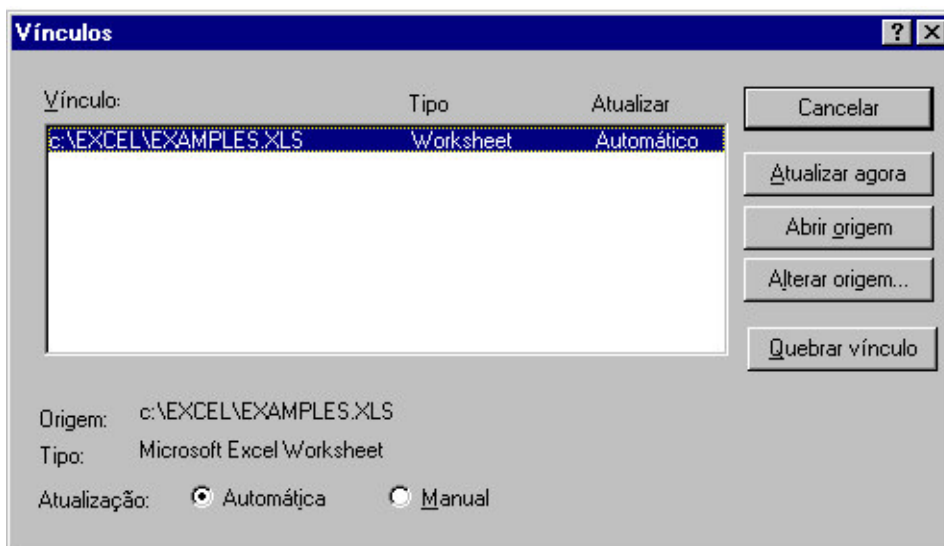 Vínculos
Vínculo: Tipo Atualizar
c:\EXCEL\EXAMPLES.XLS Worksheet Automático
Cancelar
Atualizar agora
Abrir origem
Alterar origem...
Quebrar vínculo
Origem: c:\EXCEL\EXAMPLES.XLS
Tipo: Microsoft Excel Worksheet
Atualização: Automática Manual